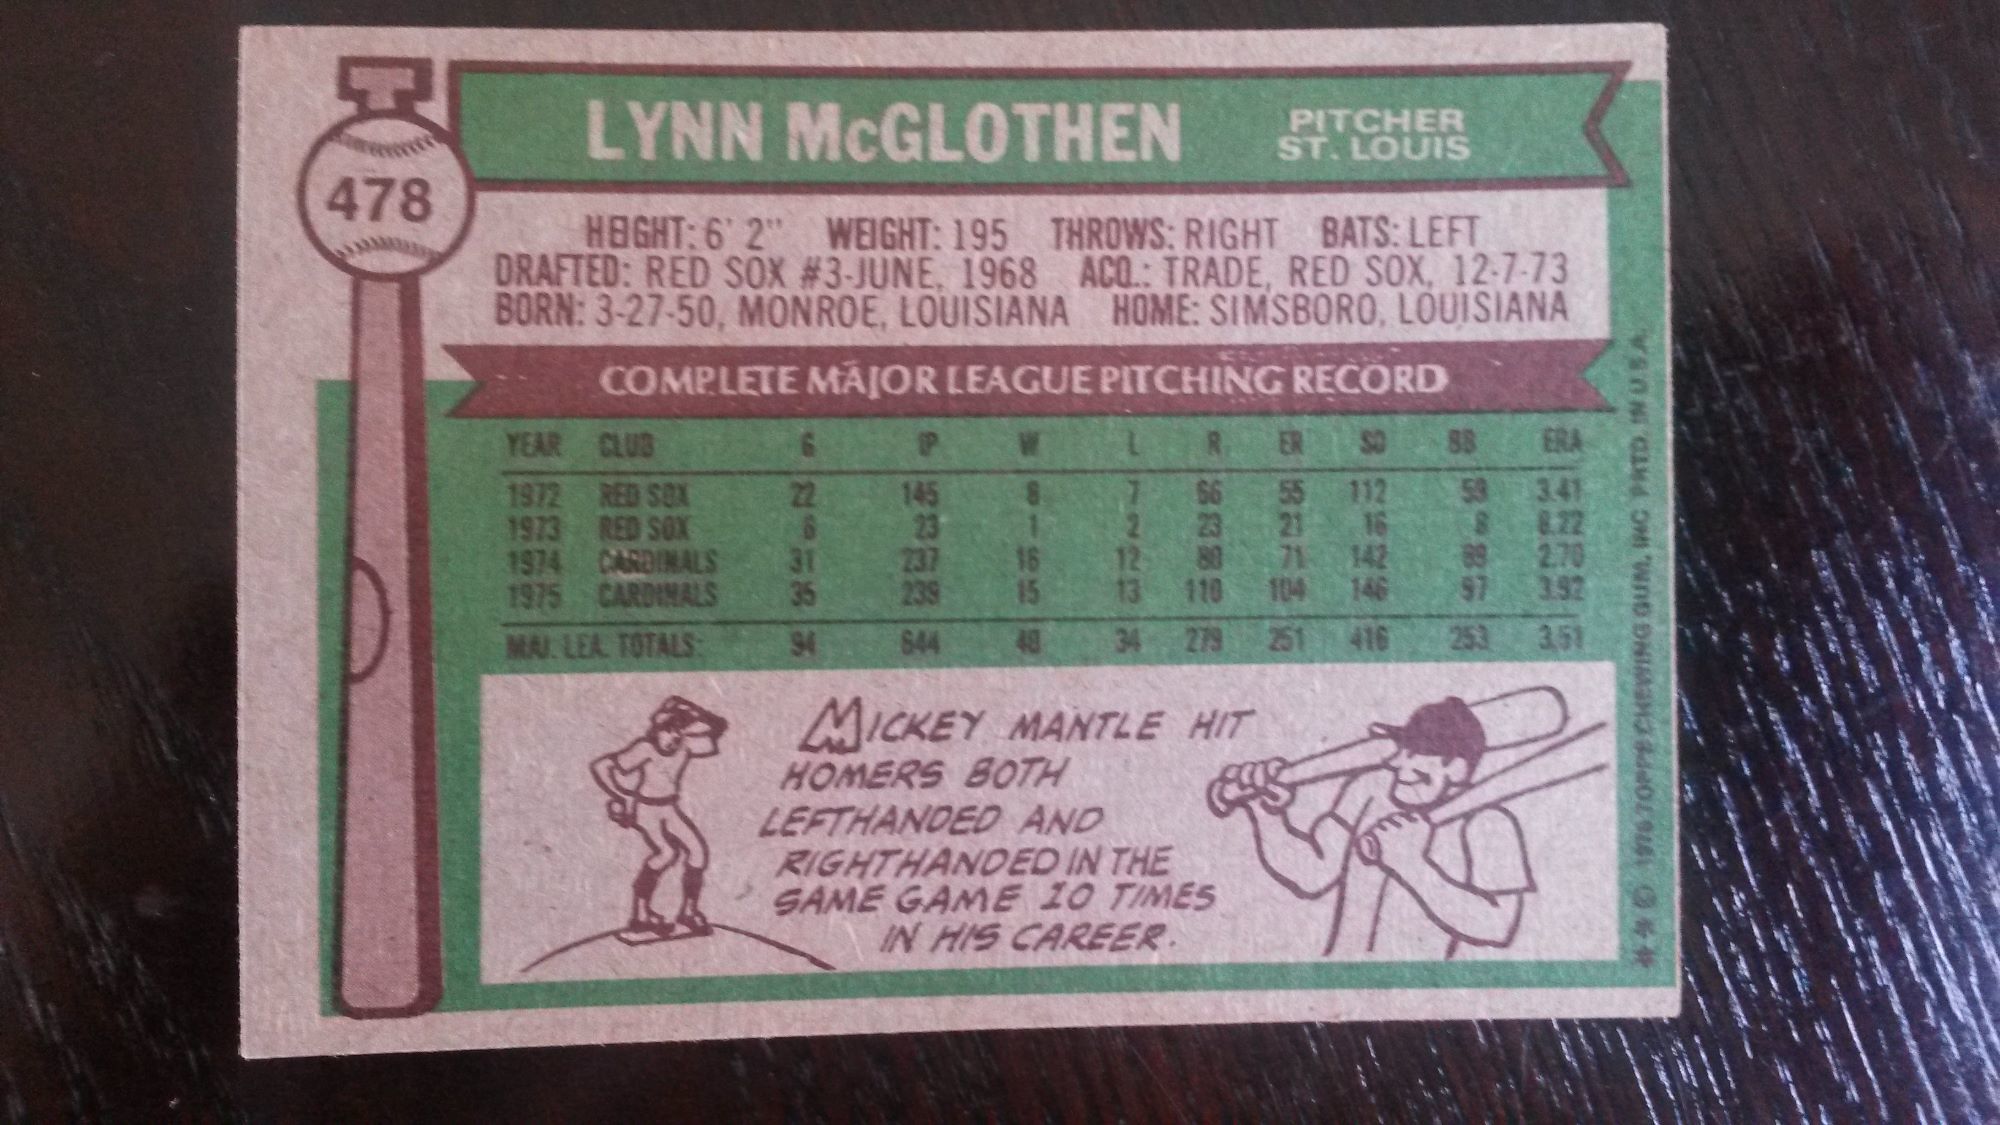 478
LYNN McGLOTHEN
PITCHER
ST. LOUIS
HEIGHT: 6' 2" WEIGHT: 195 THROWS: RIGHT BATS: LEFT
DRAFTED: RED SOX #3-JUNE, 1968 ACQ.: TRADE, RED SOX, 12-7-73
BORN: 3-27-50, MONROE, LOUISIANA HOME: SIMSBORO, LOUISIANA
COMPLETE MAJOR LEAGUE PITCHING RECORD
YEAR CLUB G IP W L R ER SO BB ERA
1972 RED SOX 22 145 8 7 66 55 112 59 3.41
1973 RED SOX 6 23 1 2 23 21 16 8 8.22
1974 CARDINALS 31 237 16 12 80 71 142 89 2.70
1975 CARDINALS 35 239 15 13 110 104 146 97 3.92
MAJ. LEA. TOTALS: 94 644 40 34 279 251 416 253 3.51
MICKEY MANTLE HIT
HOMERS BOTH
LEFTHANDED AND
RIGHTHANDED IN THE
SAME GAME 10 TIMES
IN HIS CAREER.
* * © 1976 TOPPS CHEWING GUM, INC. PRTD. IN U.S.A.